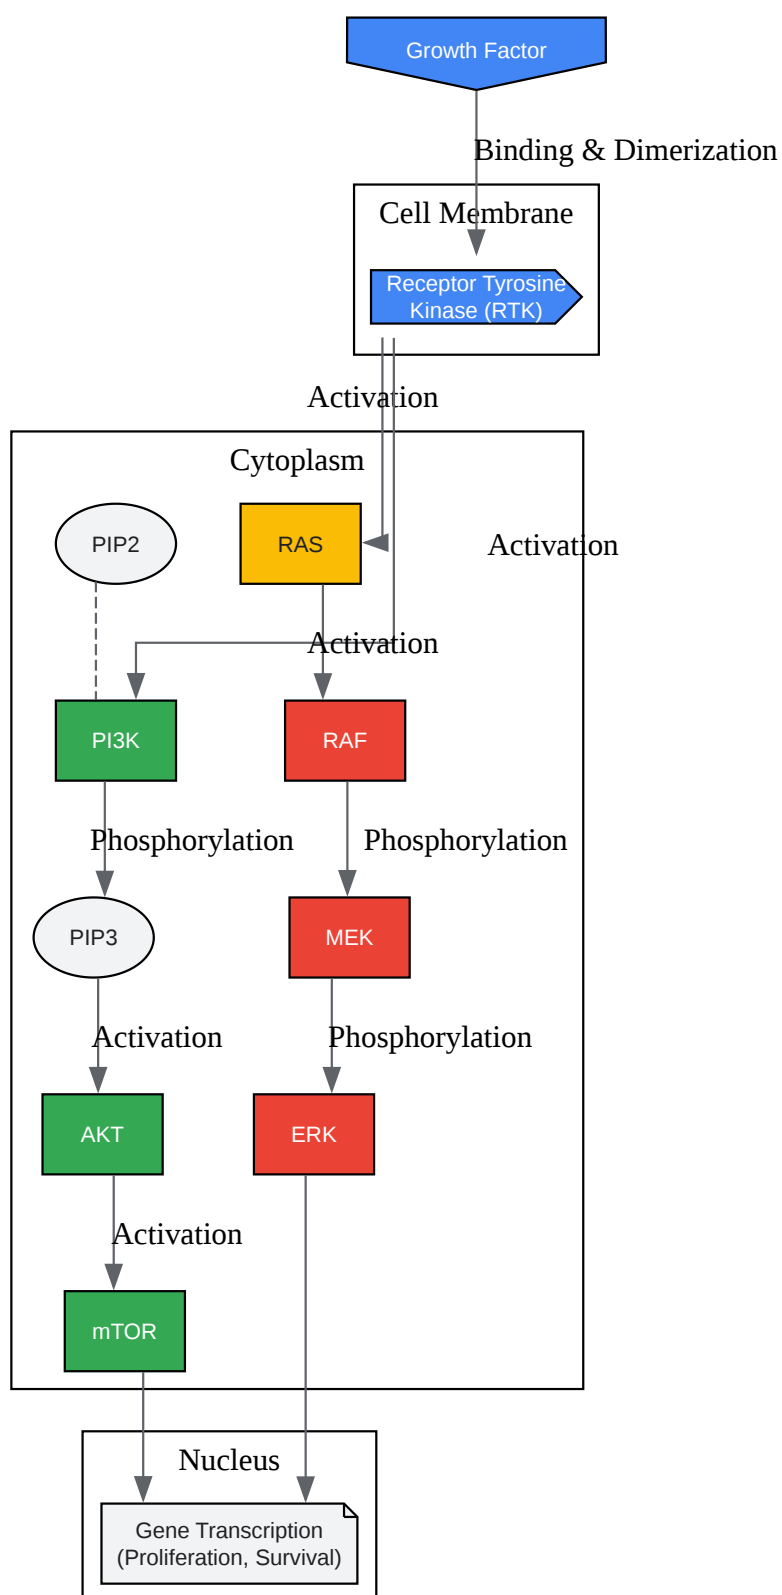 Growth Factor
Binding & Dimerization
Cell Membrane
Receptor Tyrosine
Kinase (RTK)
Activation
Cytoplasm
PIP2
RAS
Activation
Activation
PI3K
RAF
Phosphorylation
Phosphorylation
PIP3
MEK
Activation
Phosphorylation
AKT
ERK
Activation
mTOR
Nucleus
Gene Transcription
(Proliferation, Survival)